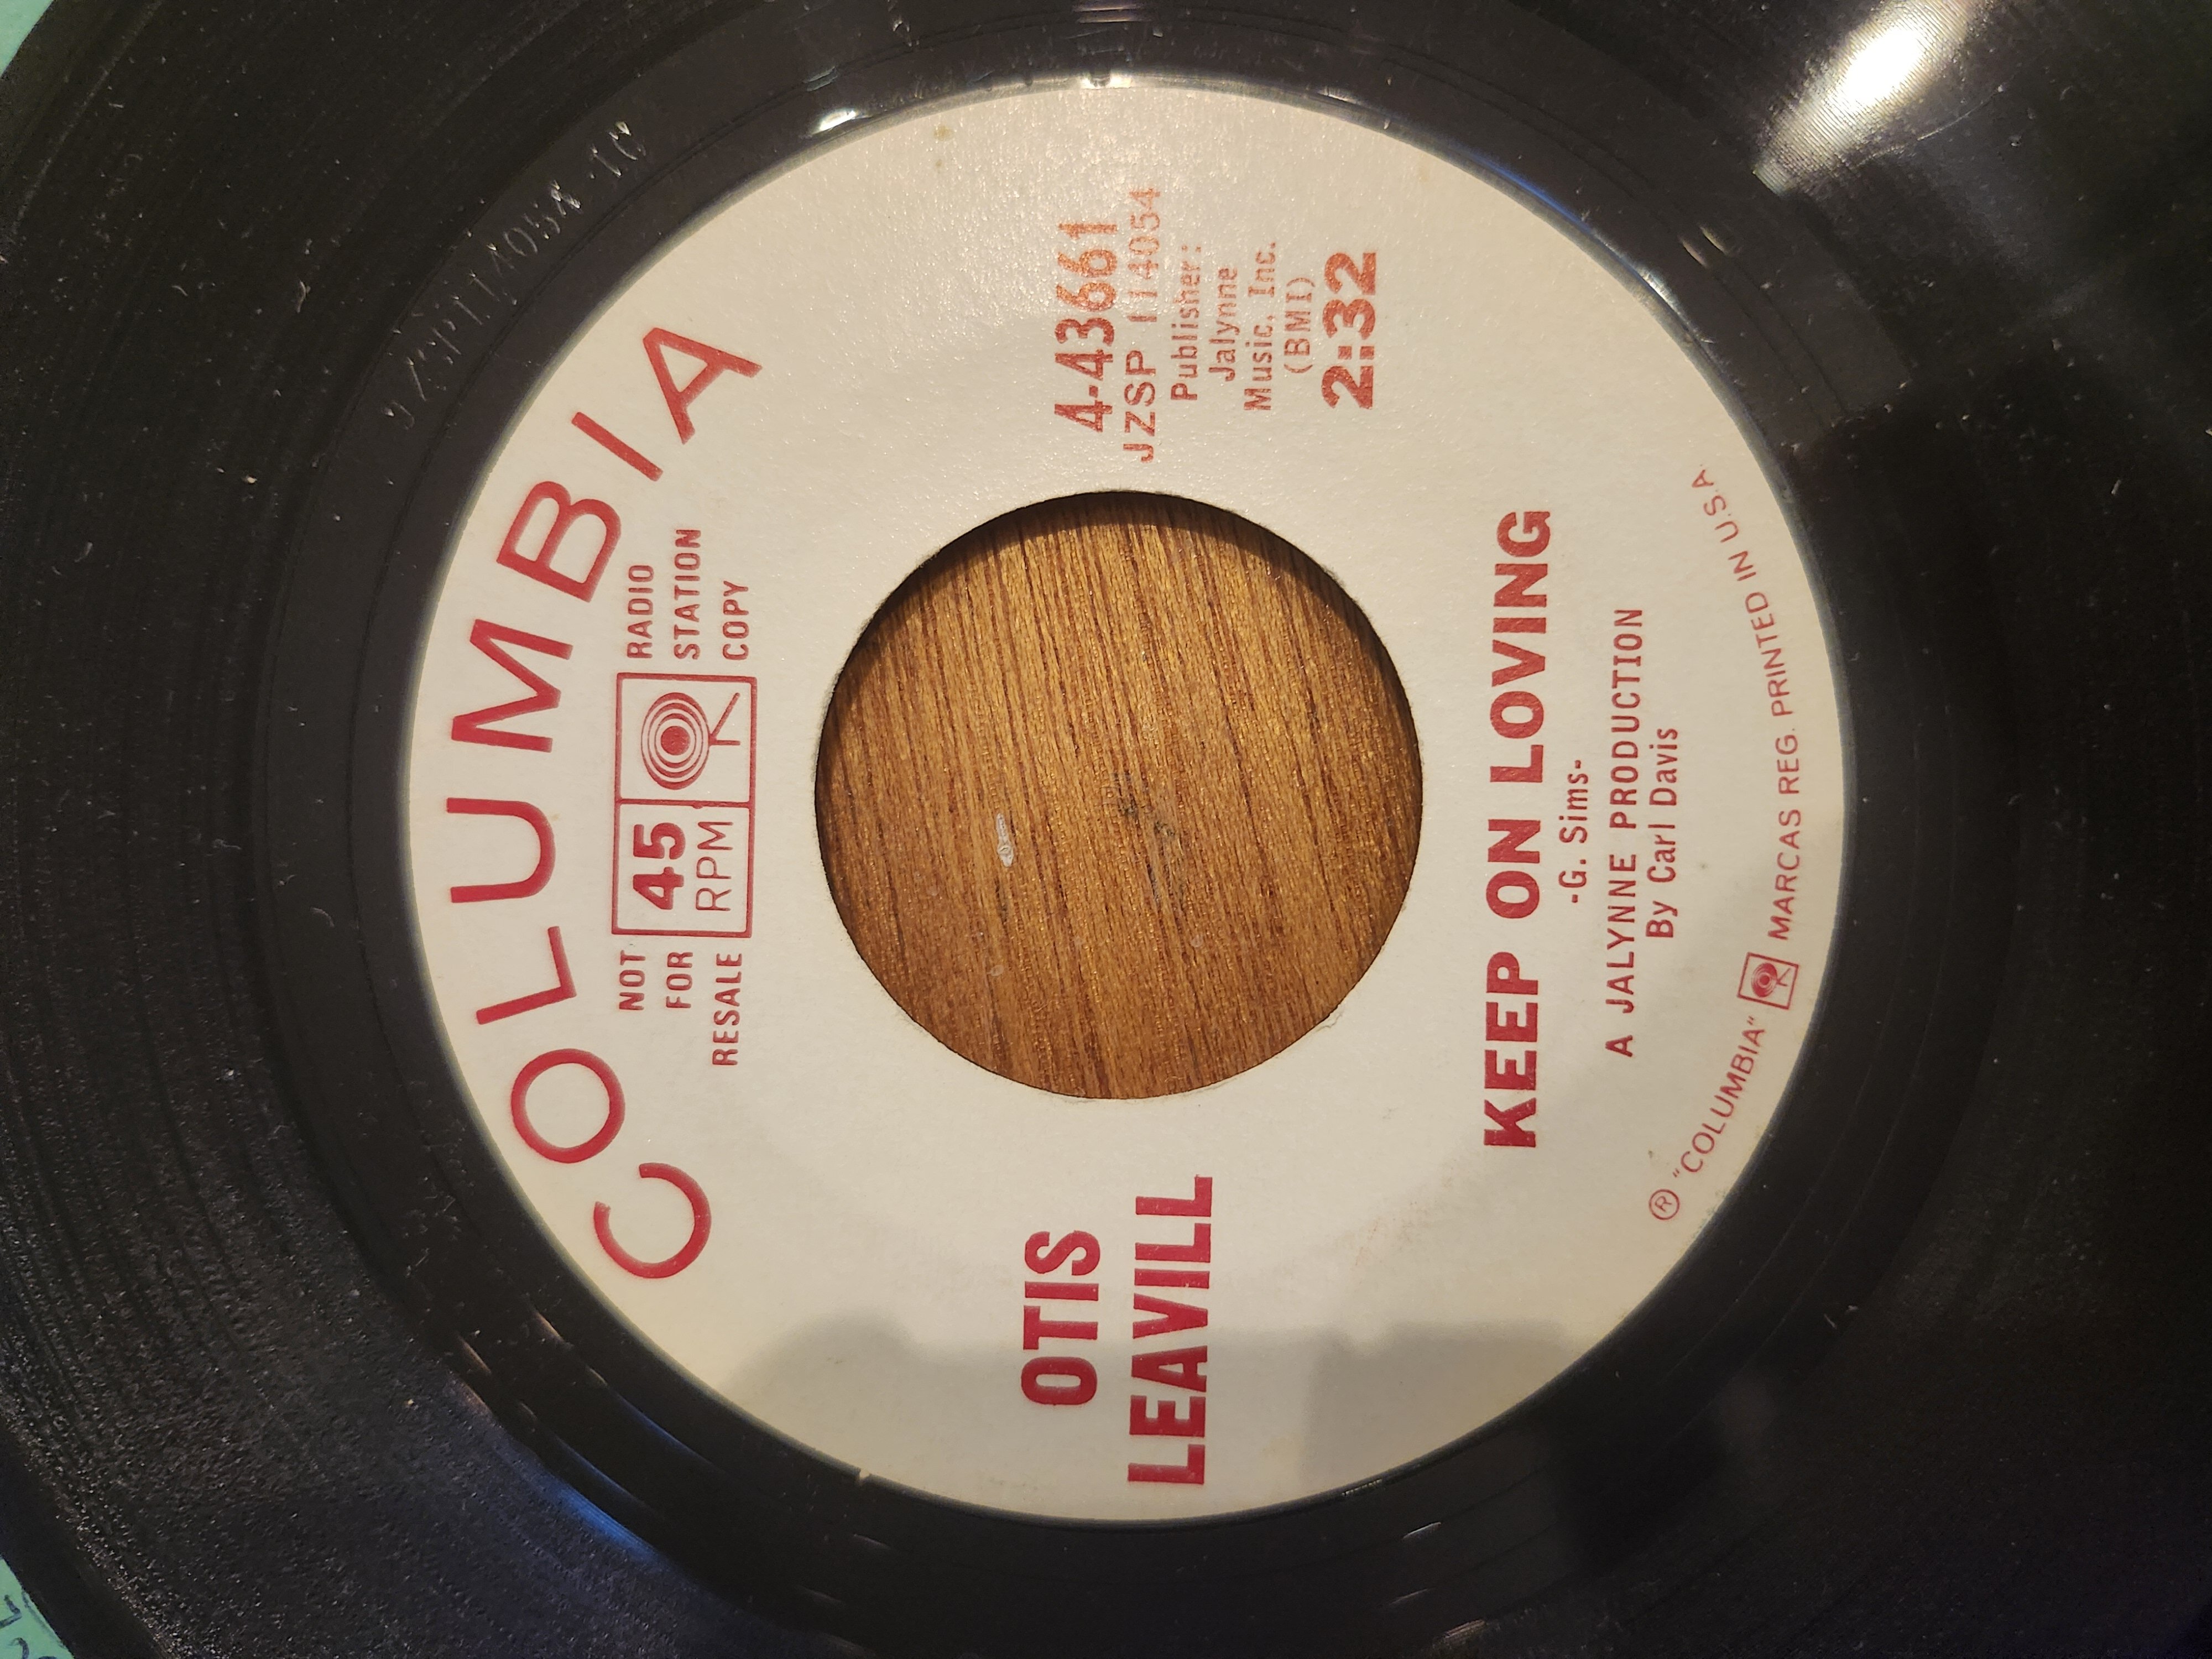 COLUMBIA
NOT FOR RESALE
45 RPM
RADIO STATION COPY
OTIS
LEAVILL
4-43661
JZSP 114054
Publisher:
Jalynne
Music, Inc.
(BMI)
2:32
KEEP ON LOVING
-G. Sims-
A JALYNNE PRODUCTION
By Carl Davis
® "COLUMBIA" MARCAS REG. PRINTED IN U.S.A.